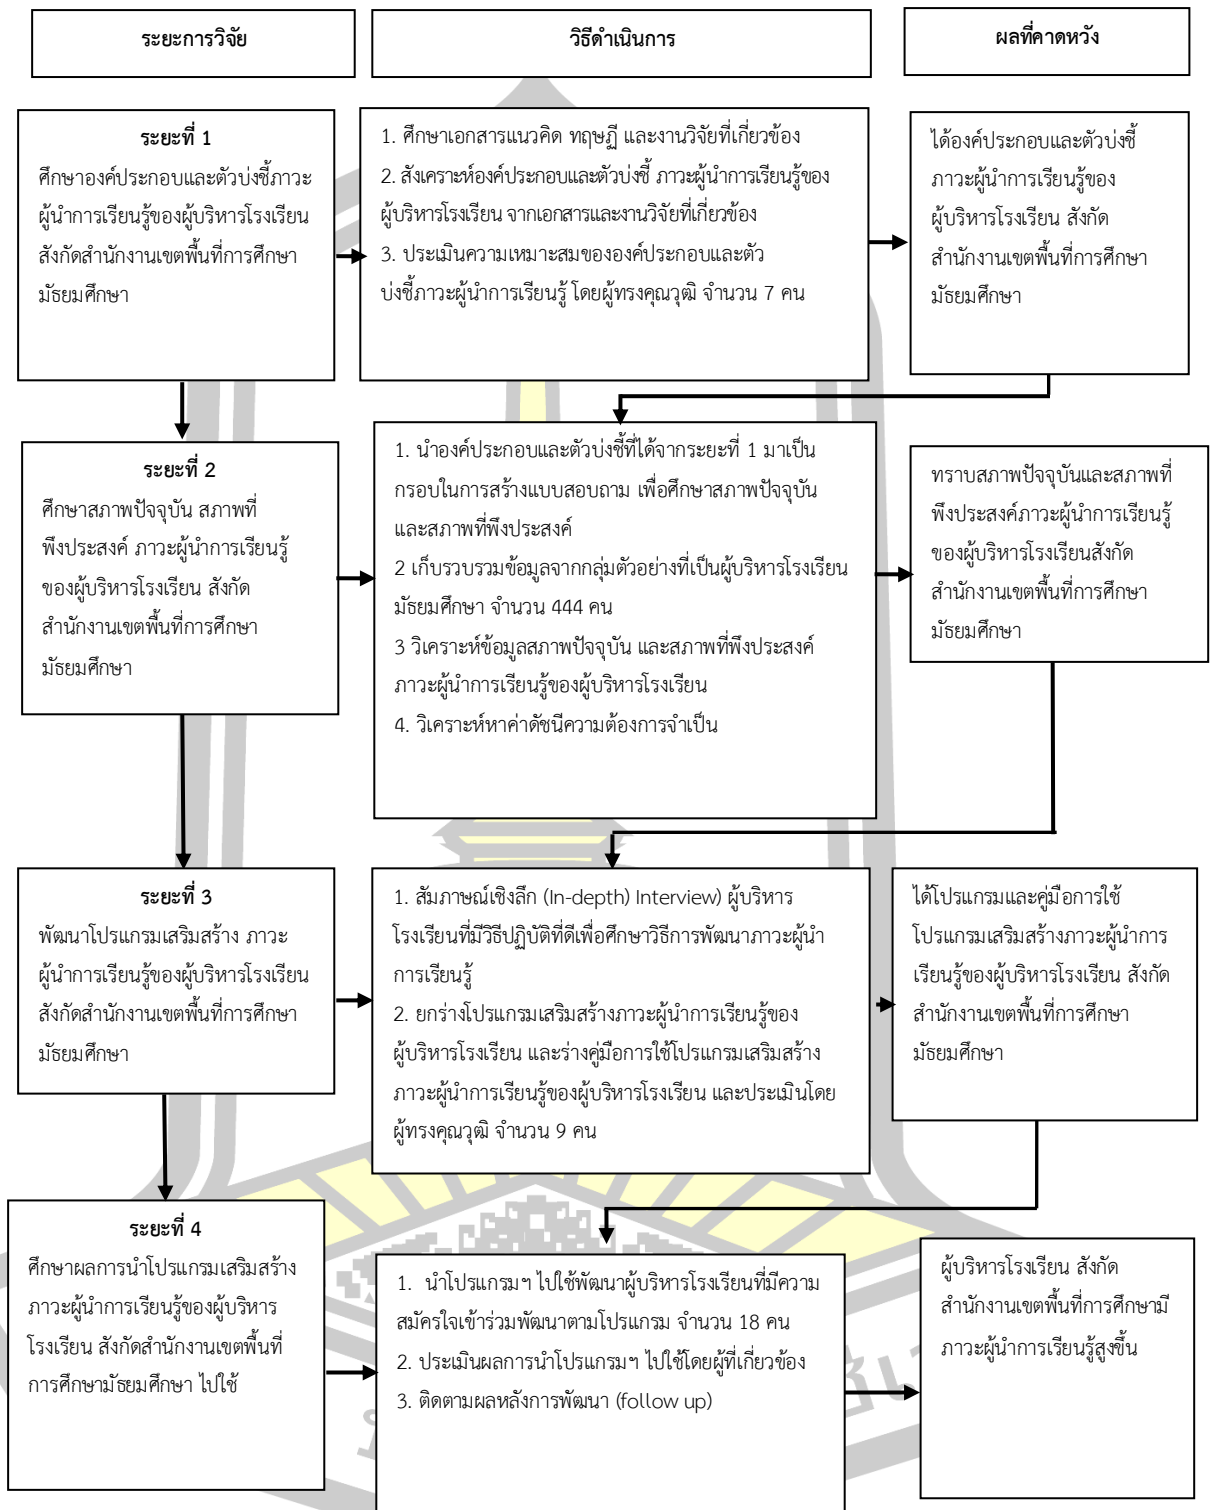 ระยะการวิจัย
วิธีดำเนินการ
ผลที่คาดหวัง
ระยะที่ 1
ศึกษาองค์ประกอบและตัวบ่งชี้ภาวะ
ผู้นำการเรียนรู้ของผู้บริหารโรงเรียน
สังกัดสำนักงานเขตพื้นที่การศึกษา
มัธยมศึกษา
1. ศึกษาเอกสารแนวคิด ทฤษฏี และงานวิจัยที่เกี่ยวข้อง
2. สังเคราะห์องค์ประกอบและตัวบ่งชี้ ภาวะผู้นำการเรียนรู้ของ
ผู้บริหารโรงเรียน จากเอกสารและงานวิจัยที่เกี่ยวข้อง
3. ประเมินความเหมาะสมขององค์ประกอบและตัว
บ่งชี้ภาวะผู้นำการเรียนรู้ โดยผู้ทรงคุณวุฒิ จำนวน 7 คน
ได้องค์ประกอบและตัวบ่งชี้
ภาวะผู้นำการเรียนรู้ของ
ผู้บริหารโรงเรียน สังกัด
สำนักงานเขตพื้นที่การศึกษา
มัธยมศึกษา
ระยะที่ 2
ศึกษาสภาพปัจจุบัน สภาพที่
พึงประสงค์ ภาวะผู้นำการเรียนรู้
ของผู้บริหารโรงเรียน สังกัด
สำนักงานเขตพื้นที่การศึกษา
มัธยมศึกษา
1. นำองค์ประกอบและตัวบ่งชี้ที่ได้จากระยะที่ 1 มาเป็น
กรอบในการสร้างแบบสอบถาม เพื่อศึกษาสภาพปัจจุบัน
และสภาพที่พึงประสงค์
2 เก็บรวบรวมข้อมูลจากกลุ่มตัวอย่างที่เป็นผู้บริหารโรงเรียน
มัธยมศึกษา จำนวน 444 คน
3 วิเคราะห์ข้อมูลสภาพปัจจุบัน และสภาพที่พึงประสงค์
ภาวะผู้นำการเรียนรู้ของผู้บริหารโรงเรียน
4. วิเคราะห์หาค่าดัชนีความต้องการจำเป็น
ทราบสภาพปัจจุบันและสภาพที่
พึงประสงค์ภาวะผู้นำการเรียนรู้
ของผู้บริหารโรงเรียนสังกัด
สำนักงานเขตพื้นที่การศึกษา
มัธยมศึกษา
ระยะที่ 3
พัฒนาโปรแกรมเสริมสร้าง ภาวะ
ผู้นำการเรียนรู้ของผู้บริหารโรงเรียน
สังกัดสำนักงานเขตพื้นที่การศึกษา
มัธยมศึกษา
1. สัมภาษณ์เชิงลึก (In-depth) Interview) ผู้บริหาร
โรงเรียนที่มีวิธีปฏิบัติที่ดีเพื่อศึกษาวิธีการพัฒนาภาวะผู้นำ
การเรียนรู้
2. ยกร่างโปรแกรมเสริมสร้างภาวะผู้นำการเรียนรู้ของ
ผู้บริหารโรงเรียน และร่างคู่มือการใช้โปรแกรมเสริมสร้าง
ภาวะผู้นำการเรียนรู้ของผู้บริหารโรงเรียน และประเมินโดย
ผู้ทรงคุณวุฒิ จำนวน 9 คน
ได้โปรแกรมและคู่มือการใช้
โปรแกรมเสริมสร้างภาวะผู้นำการ
เรียนรู้ของผู้บริหารโรงเรียน สังกัด
สำนักงานเขตพื้นที่การศึกษา
มัธยมศึกษา
ระยะที่ 4
ศึกษาผลการนำโปรแกรมเสริมสร้าง
ภาวะผู้นำการเรียนรู้ของผู้บริหาร
โรงเรียน สังกัดสำนักงานเขตพื้นที่
การศึกษามัธยมศึกษา ไปใช้
1. นำโปรแกรมฯ ไปใช้พัฒนาผู้บริหารโรงเรียนที่มีความ
สมัครใจเข้าร่วมพัฒนาตามโปรแกรม จำนวน 18 คน
2. ประเมินผลการนำโปรแกรมฯ ไปใช้โดยผู้ที่เกี่ยวข้อง
3. ติดตามผลหลังการพัฒนา (follow up)
ผู้บริหารโรงเรียน สังกัด
สำนักงานเขตพื้นที่การศึกษามี
ภาวะผู้นำการเรียนรู้สูงขึ้น